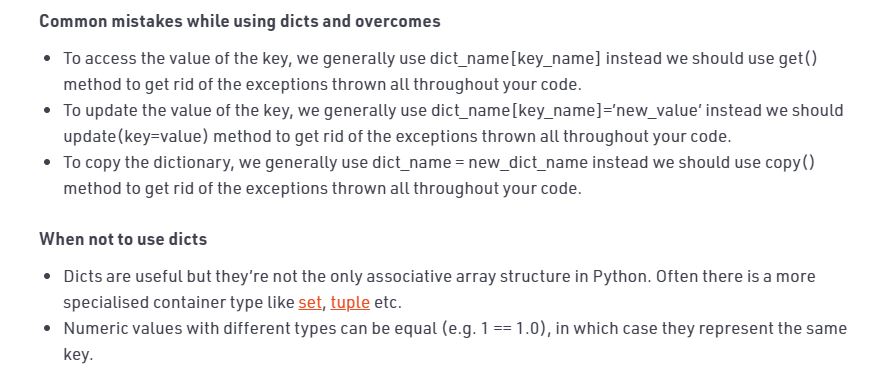 Common mistakes while using dicts and overcomes
• To access the value of the key, we generally use dict_name[key_name] instead we should use get()
method to get rid of the exceptions thrown all throughout your code.
• To update the value of the key, we generally use dict_name[key_name]=‘new_value’ instead we should
update(key=value) method to get rid of the exceptions thrown all throughout your code.
• To copy the dictionary, we generally use dict_name = new_dict_name instead we should use copy()
method to get rid of the exceptions thrown all throughout your code.
When not to use dicts
• Dicts are useful but they’re not the only associative array structure in Python. Often there is a more
specialised container type like set, tuple etc.
• Numeric values with different types can be equal (e.g. 1 == 1.0), in which case they represent the same
key.